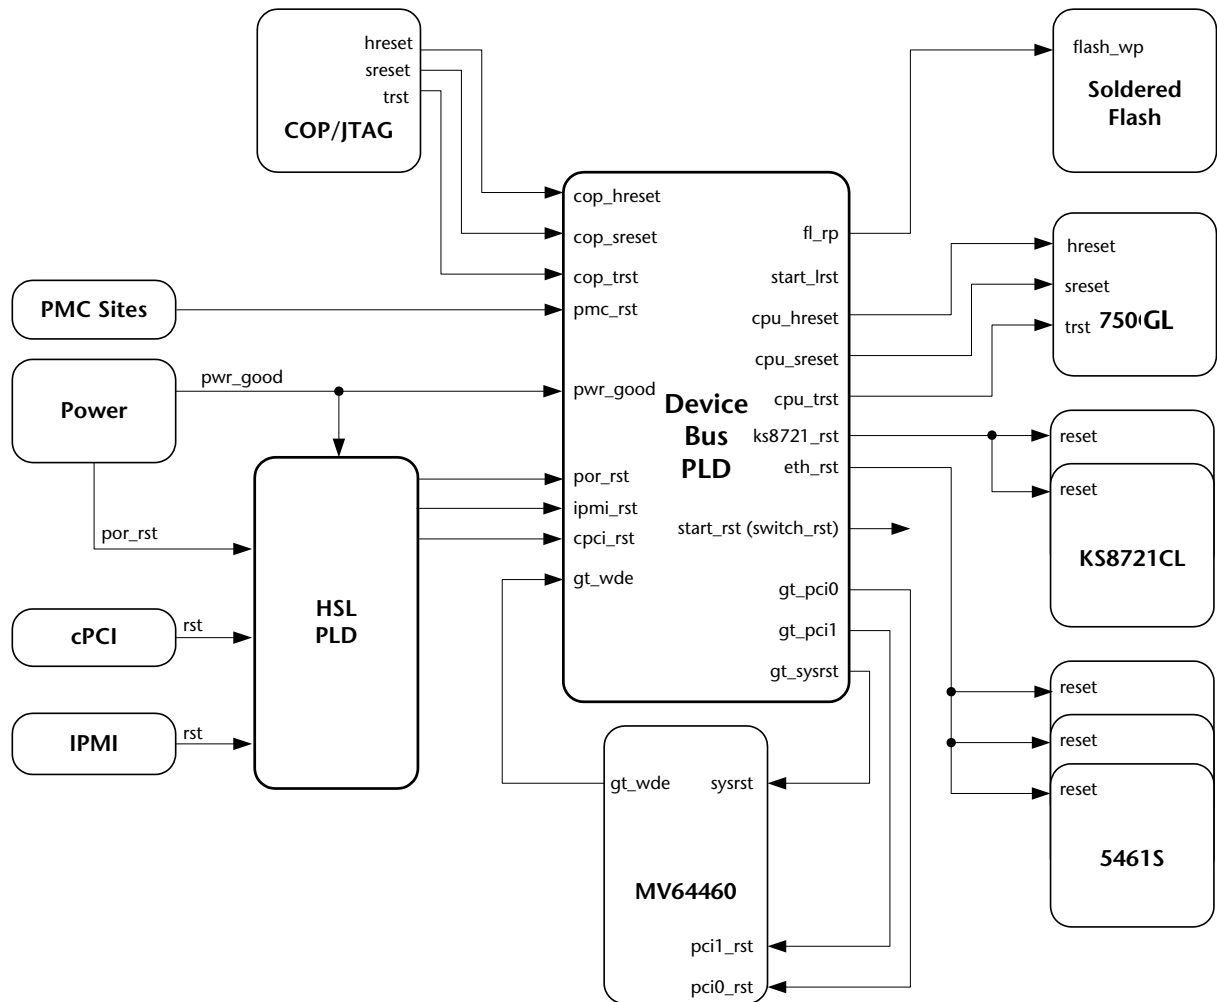 hreset
sreset
trst
COP/JTAG
flash_wp
Soldered
Flash
cop_hreset
cop_sreset
cop_trst
pmc_rst
pwr_good
por_rst
ipmi_rst
cpci_rst
gt_wde
fl_rp
start_lrst
cpu_hreset
cpu_sreset
cpu_trst
ks8721_rst
eth_rst
start_rst (switch_rst)
gt_pci0
gt_pci1
gt_sysrst
Device
Bus
PLD
hreset
sreset
trst
750GL
PMC Sites
Power
pwr_good
por_rst
cPCI
rst
IPMI
rst
HSL
PLD
reset
reset
KS8721CL
reset
reset
reset
5461S
gt_wde
sysrst
MV64460
pci1_rst
pci0_rst